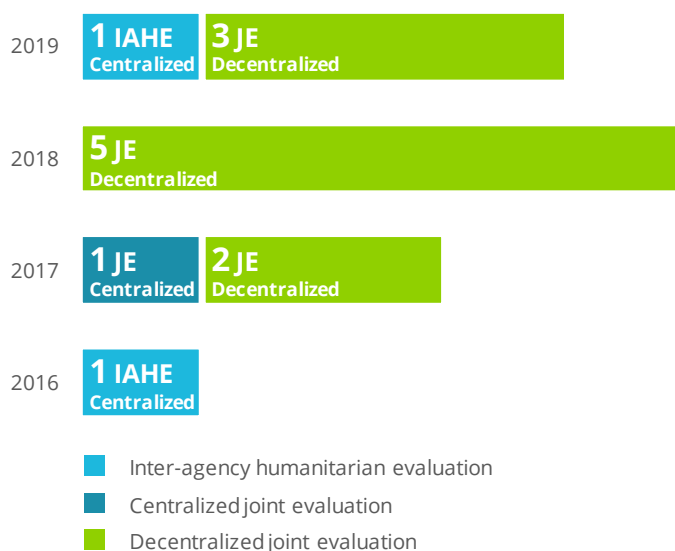 2019
1 IAHE
Centralized
3 JE
Decentralized
2018
5 JE
Decentralized
2017
1 JE
Centralized
2 JE
Decentralized
2016
1 IAHE
Centralized
Inter-agency humanitarian evaluation
Centralized joint evaluation
Decentralized joint evaluation